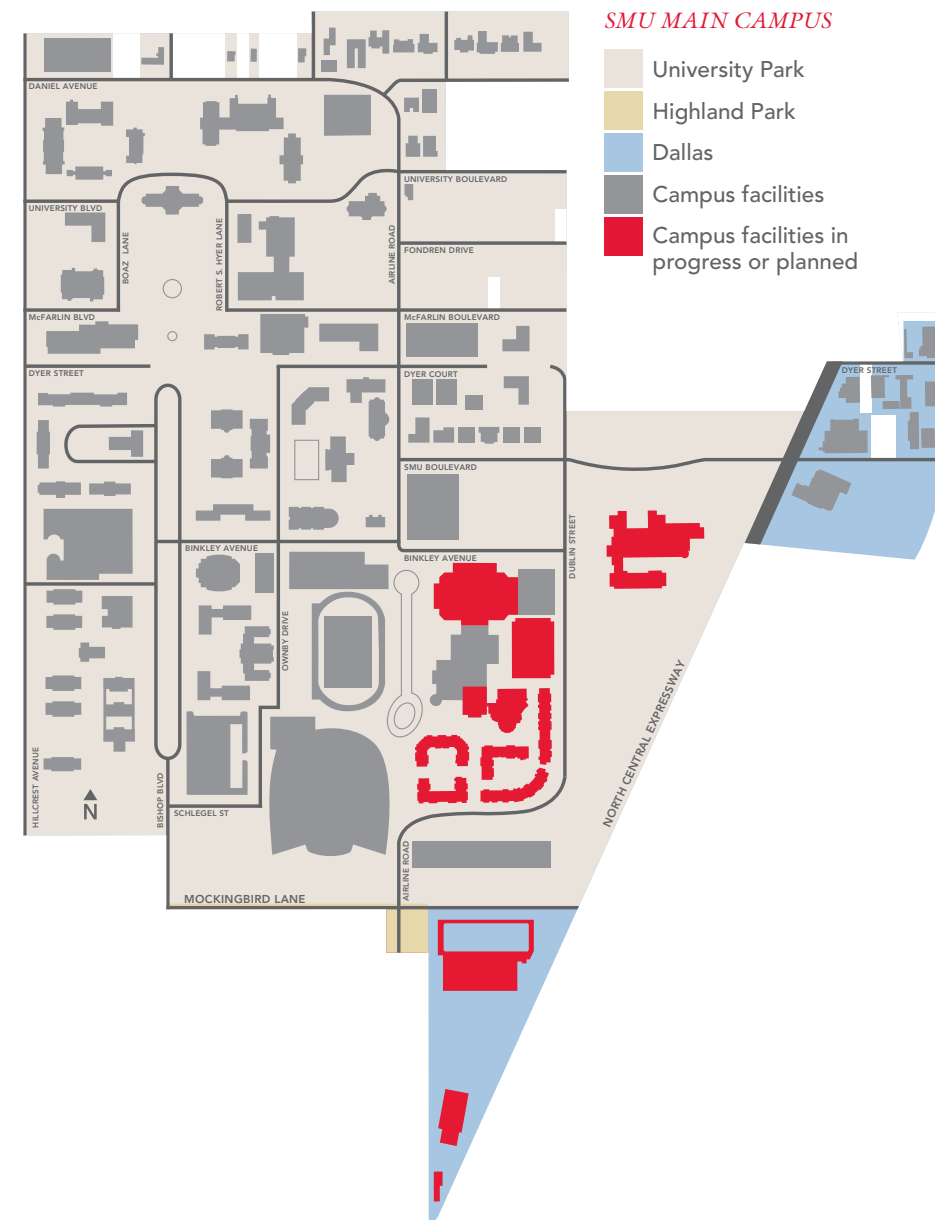 SMU MAIN CAMPUS
University Park
Highland Park
Dallas
Campus facilities
Campus facilities in
progress or planned
DANIEL AVENUE
UNIVERSITY BOULEVARD
UNIVERSITY BLVD
BOAZ LANE
ROBERT S. HYER LANE
AIRLINE ROAD
FONDREN DRIVE
McFARLIN BLVD
McFARLIN BOULEVARD
DYER STREET
DYER COURT
DYER STREET
SMU BOULEVARD
BINKLEY AVENUE
BINKLEY AVENUE
DUBLIN STREET
OWNBY DRIVE
NORTH CENTRAL EXPRESSWAY
HILLCREST AVENUE
N
BISHOP BLVD
SCHLEGEL ST
AIRLINE ROAD
MOCKINGBIRD LANE